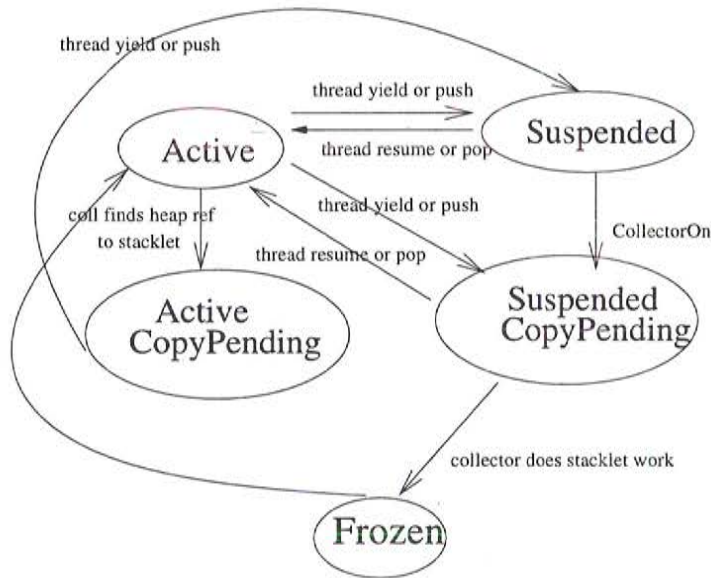 thread yield or push
thread yield or push
Active
Suspended
thread resume or pop
thread yield or push
coll finds heap ref
to stacklet
CollectorOn
thread resume or pop
Active
CopyPending
Suspended
CopyPending
collector does stacklet work
Frozen